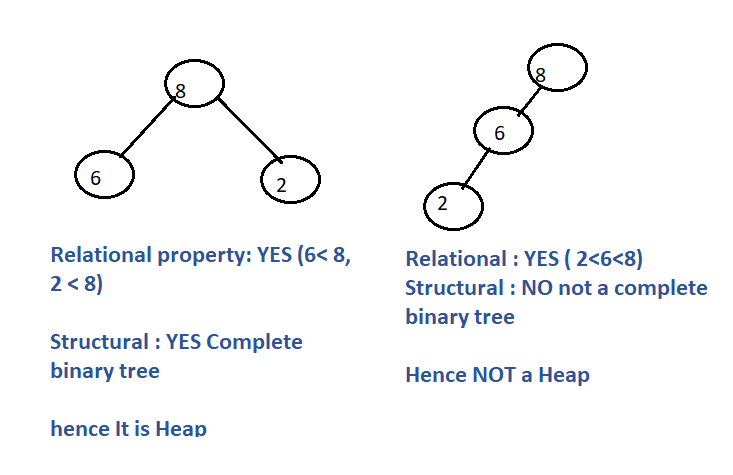 8
6
2
Relational property: YES (6< 8,
2 < 8)
Structural : YES Complete
binary tree
hence It is Heap
8
6
2
Relational : YES ( 2<6<8)
Structural : NO not a complete
binary tree
Hence NOT a Heap